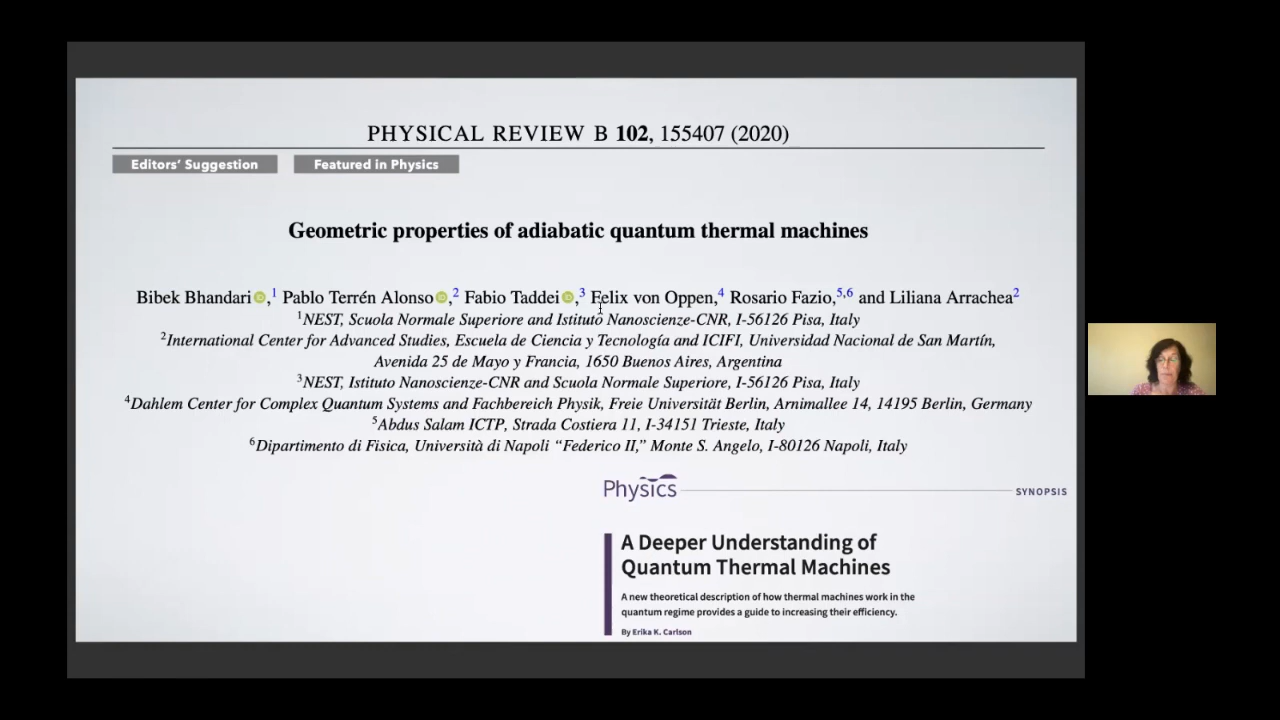 PHYSICAL REVIEW B 102, 155407 (2020)
Editors' Suggestion Featured in Physics
Geometric properties of adiabatic quantum thermal machines
Bibek Bhandari,1 Pablo Terrén Alonso,2 Fabio Taddei,3 Felix von Oppen,4 Rosario Fazio,5,6 and Liliana Arrachea2
1NEST, Scuola Normale Superiore and Istituto Nanoscienze-CNR, I-56126 Pisa, Italy
2International Center for Advanced Studies, Escuela de Ciencia y Tecnología and ICIFI, Universidad Nacional de San Martín,
Avenida 25 de Mayo y Francia, 1650 Buenos Aires, Argentina
3NEST, Istituto Nanoscienze-CNR and Scuola Normale Superiore, I-56126 Pisa, Italy
4Dahlem Center for Complex Quantum Systems and Fachbereich Physik, Freie Universität Berlin, Arnimallee 14, 14195 Berlin, Germany
5Abdus Salam ICTP, Strada Costiera 11, I-34151 Trieste, Italy
6Dipartimento di Fisica, Università di Napoli “Federico II,” Monte S. Angelo, I-80126 Napoli, Italy
Physics SYNOPSIS
A Deeper Understanding of
Quantum Thermal Machines
A new theoretical description of how thermal machines work in the
quantum regime provides a guide to increasing their efficiency.
By Erika K. Carlson